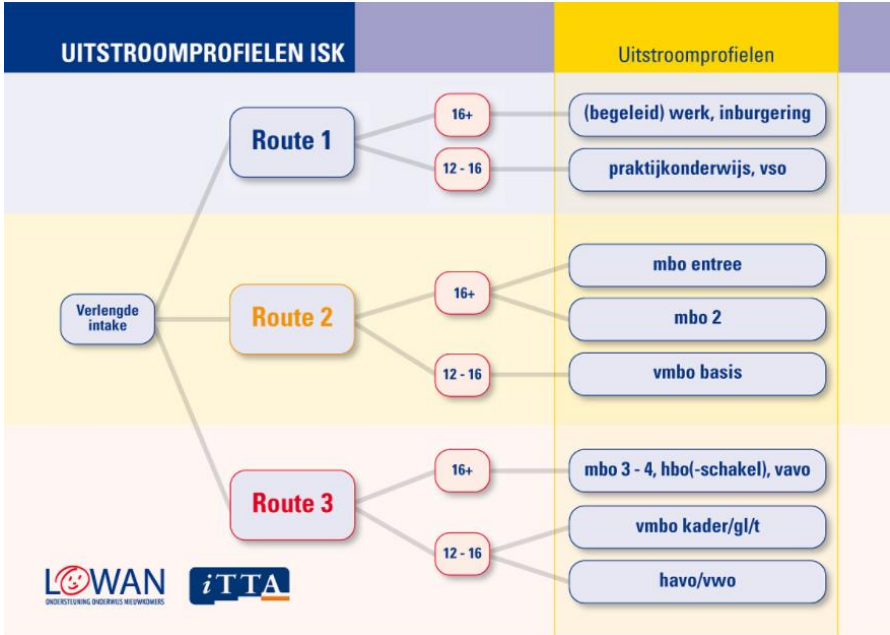 UITSTROOMPROFIELEN ISK
Uitstroomprofielen
Verlengde
intake
Route 1
16+
(begeleid) werk, inburgering
12 - 16
praktijkonderwijs, vso
Route 2
16+
mbo entree
mbo 2
12 - 16
vmbo basis
Route 3
16+
mbo 3 - 4, hbo(-schakel), vavo
12 - 16
vmbo kader/gl/t
havo/vwo
LOWAN
ONDERSTEUNING ONDERWIJS NIEUWKOMERS
iTTA